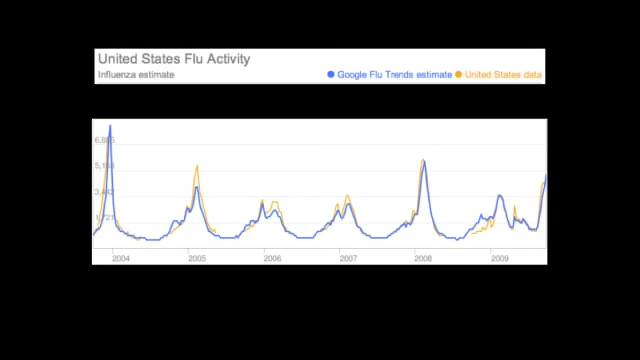 United States Flu Activity
Influenza estimate
Google Flu Trends estimate United States data
2004 2005 2006 2007 2008 2009